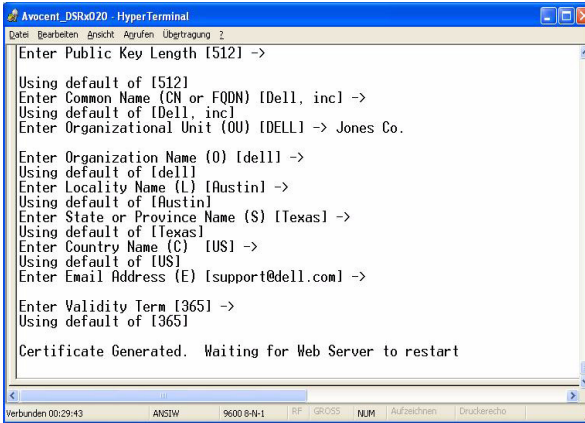 Avocent_DSRx020 - HyperTerminal
Datei Bearbeiten Ansicht Anrufen Übertragung ?
Enter Public Key Length [512] ->
Using default of [512]
Enter Common Name (CN or FQDN) [Dell, inc] ->
Using default of [Dell, inc]
Enter Organizational Unit (OU) [DELL] -> Jones Co.
Enter Organization Name (O) [dell] ->
Using default of [dell]
Enter Locality Name (L) [Austin] ->
Using default of [Austin]
Enter State or Province Name (S) [Texas] ->
Using default of [Texas]
Enter Country Name (C) [US] ->
Using default of [US]
Enter Email Address (E) [support@dell.com] ->
Enter Validity Term [365] ->
Using default of [365]
Certificate Generated. Waiting for Web Server to restart
Verbunden 00:29:43 ANSIW 9600 8-N-1 RF GROSS NUM Aufzeichnen Druckerecho